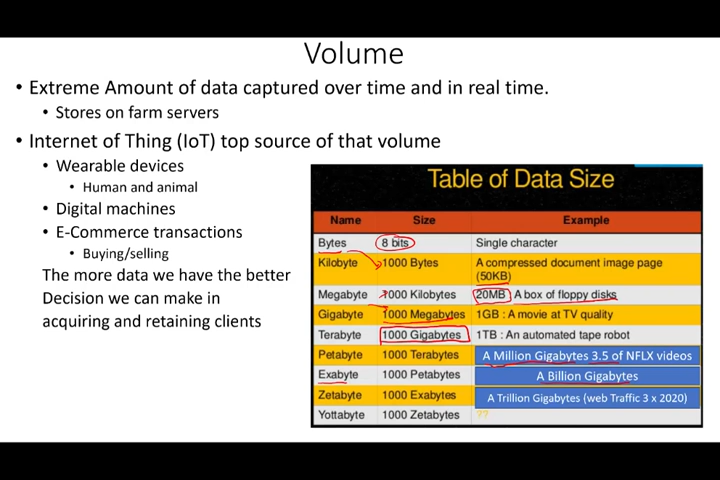 Volume
• Extreme Amount of data captured over time and in real time.
• Stores on farm servers
• Internet of Thing (IoT) top source of that volume
• Wearable devices
• Human and animal
• Digital machines
• E-Commerce transactions
• Buying/selling
The more data we have the better
Decision we can make in
acquiring and retaining clients
Table of Data Size
Name Size Example
Bytes 8 bits Single character
Kilobyte 1000 Bytes A compressed document image page
(50KB)
Megabyte 1000 Kilobytes 20MB A box of floppy disks
Gigabyte 1000 Megabytes 1GB : A movie at TV quality
Terabyte 1000 Gigabytes 1TB : An automated tape robot
Petabyte 1000 Terabytes A Million Gigabytes 3.5 of NFLX videos
Exabyte 1000 Petabytes A Billion Gigabytes
Zetabyte 1000 Exabytes A Trillion Gigabytes (web Traffic 3 x 2020)
Yottabyte 1000 Zetabytes ??